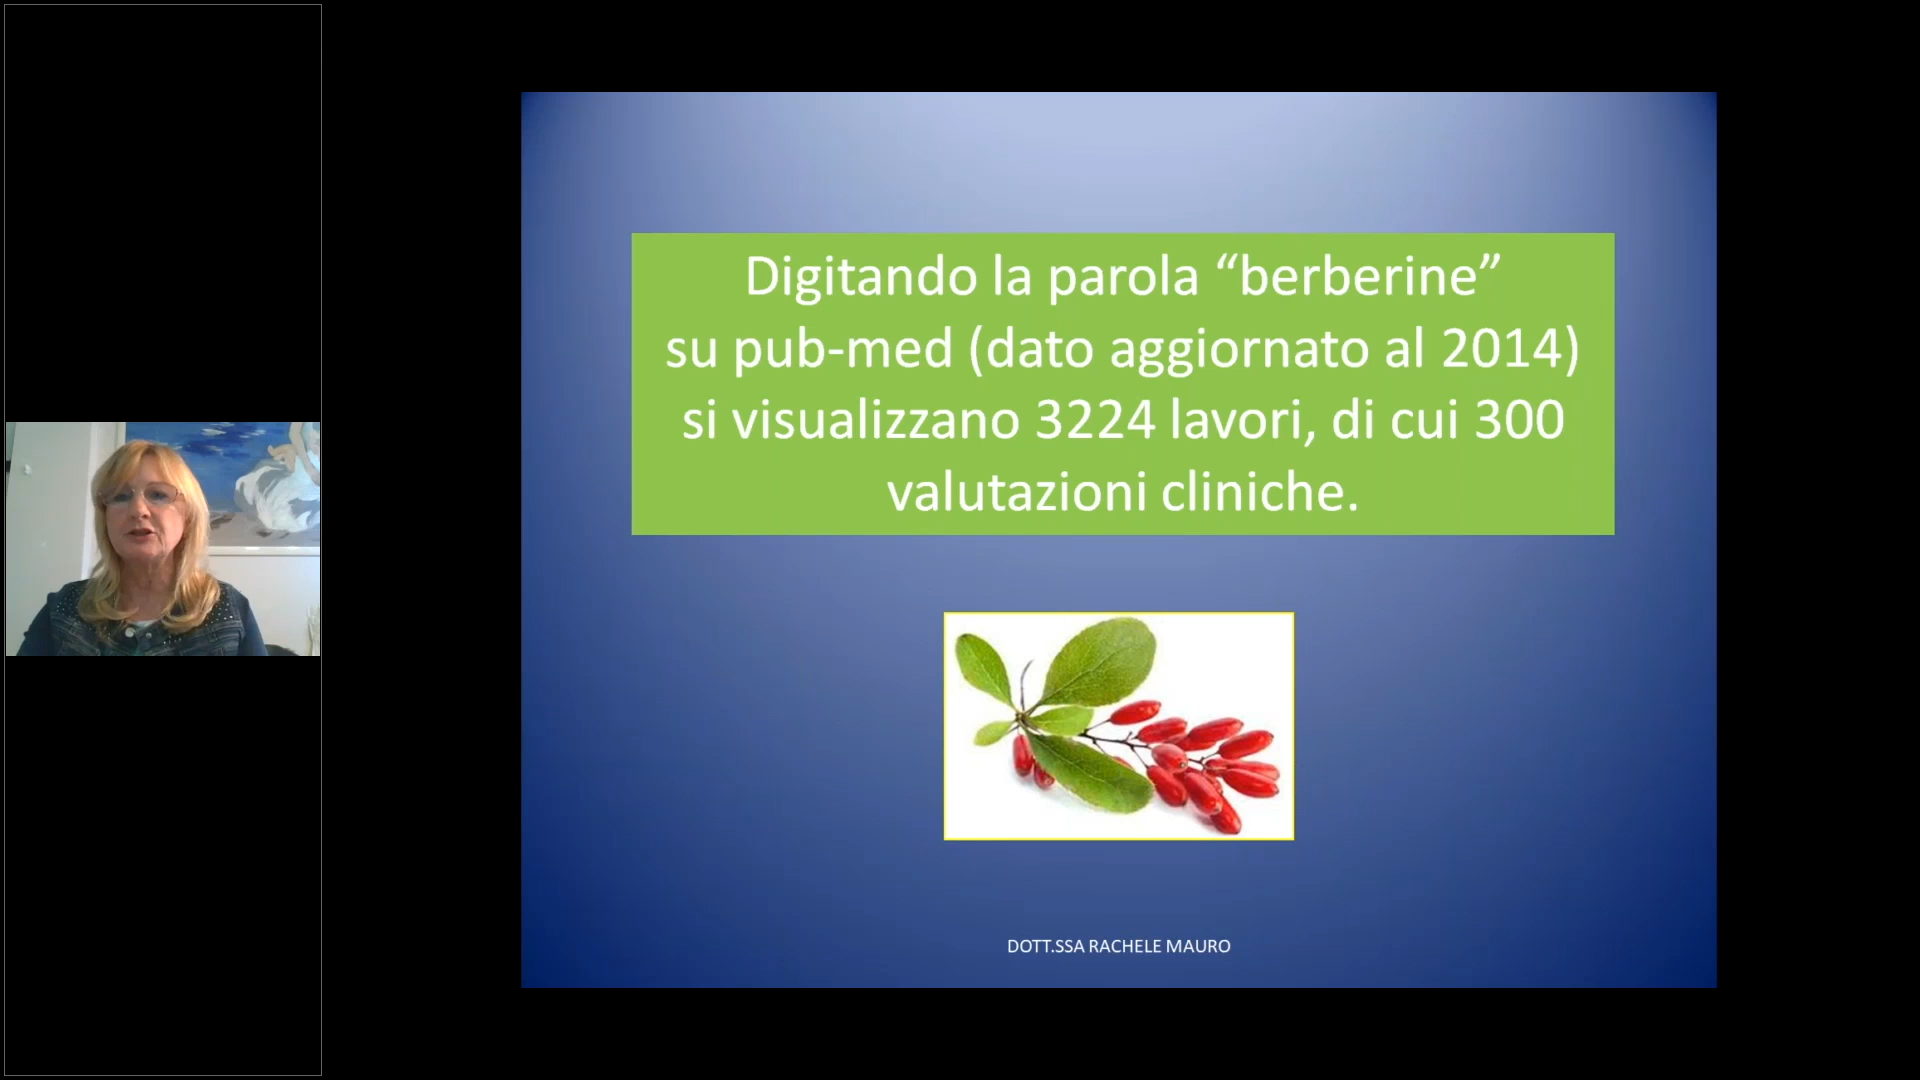 Digitando la parola “berberine”
su pub-med (dato aggiornato al 2014)
si visualizzano 3224 lavori, di cui 300
valutazioni cliniche.
DOTT.SSA RACHELE MAURO